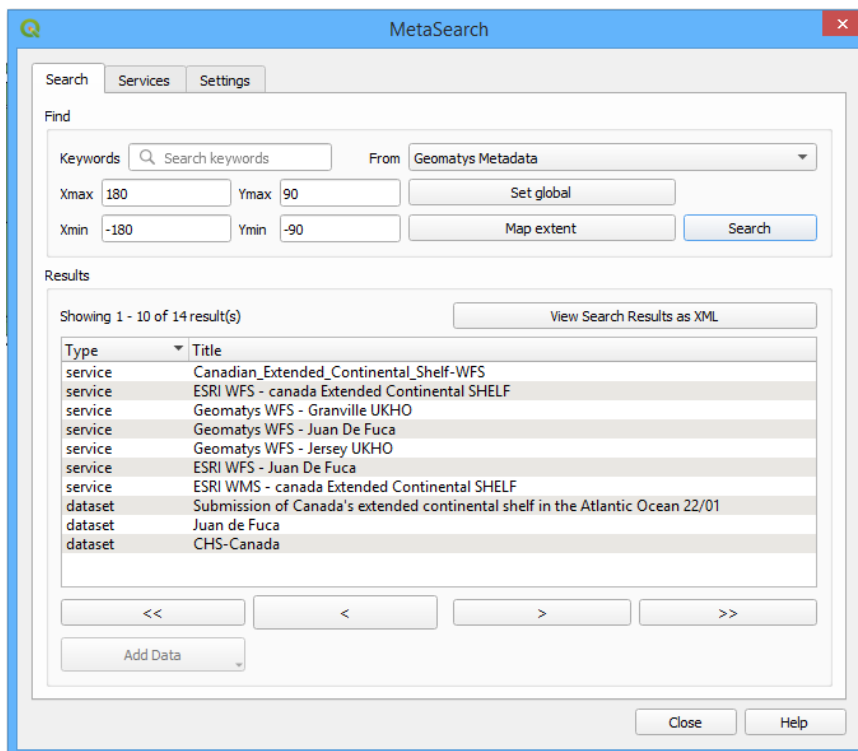 MetaSearch
Search Services Settings
Find
Keywords Search keywords From Geomatys Metadata
Xmax 180 Ymax 90 Set global
Xmin -180 Ymin -90 Map extent Search
Results
Showing 1 - 10 of 14 result(s) View Search Results as XML
Type Title
service Canadian_Extended_Continental_Shelf-WFS
service ESRI WFS - canada Extended Continental SHELF
service Geomatys WFS - Granville UKHO
service Geomatys WFS - Juan De Fuca
service Geomatys WFS - Jersey UKHO
service ESRI WFS - Juan De Fuca
service ESRI WMS - canada Extended Continental SHELF
dataset Submission of Canada's extended continental shelf in the Atlantic Ocean 22/01
dataset Juan de Fuca
dataset CHS-Canada
<< < > >>
Add Data
Close Help